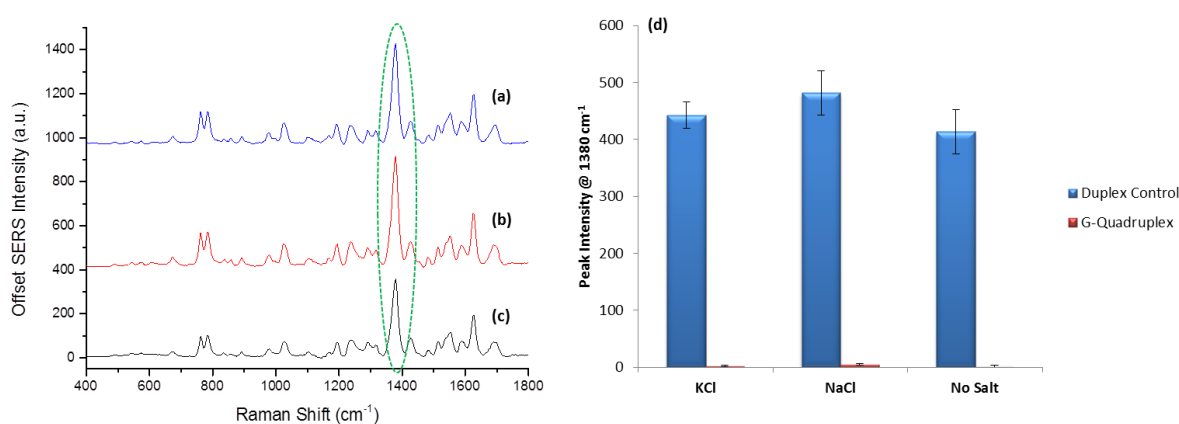 1400
1200
1000
800
600
400
200
0
Offset SERS Intensity (a.u.)
(a)
(b)
(c)
400 600 800 1000 1200 1400 1600 1800
Raman Shift (cm⁻¹)
(d)
600
500
400
300
200
100
0
Peak Intensity @ 1380 cm⁻¹
KCl NaCl No Salt
Duplex Control
G-Quadruplex